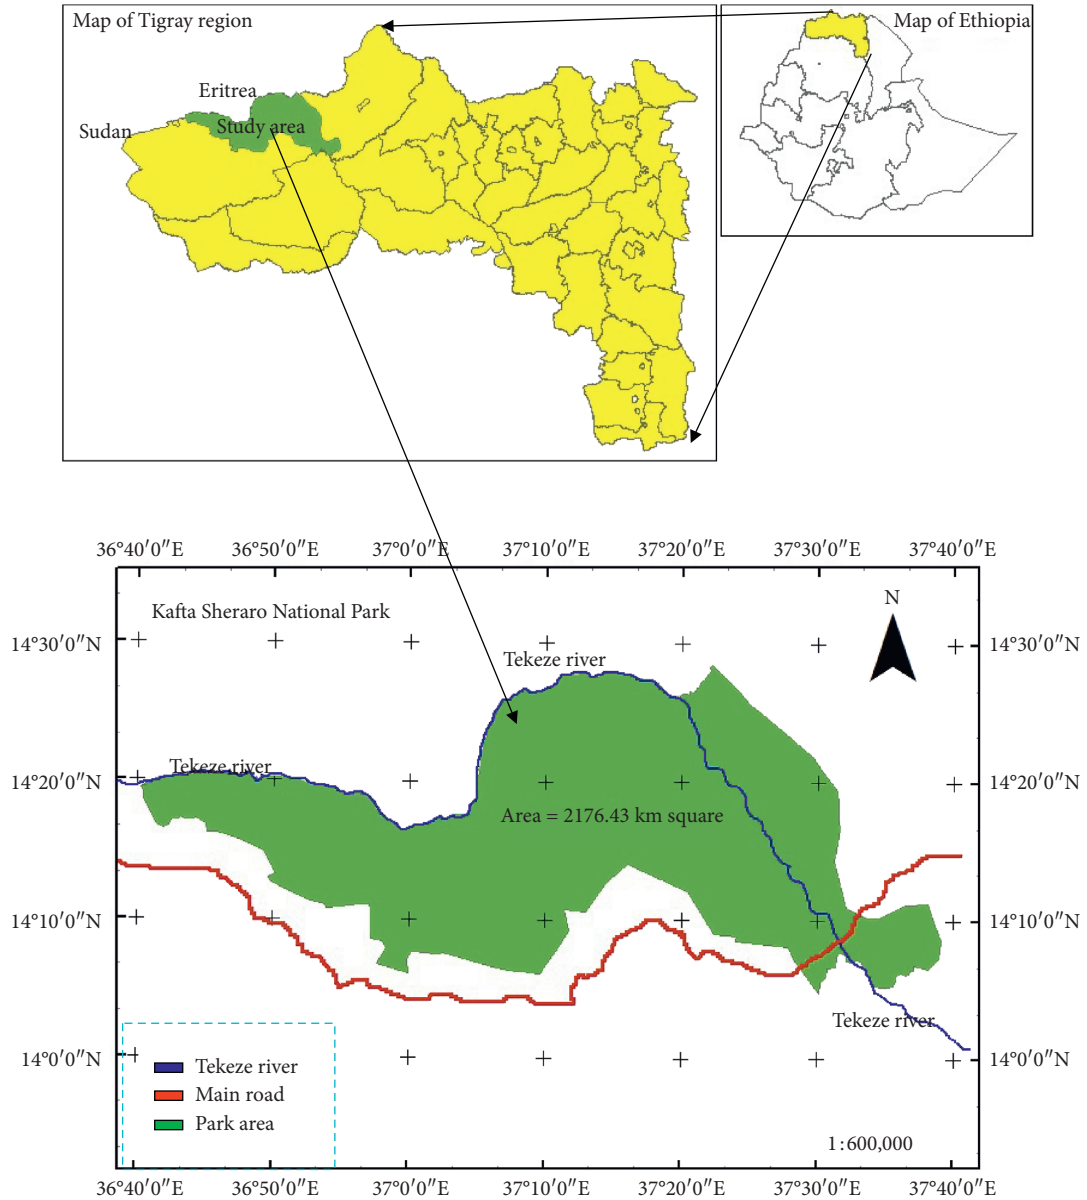 Map of Tigray region
Map of Ethiopia
Eritrea
Sudan
Study area
36°40′0″E 36°50′0″E 37°0′0″E 37°10′0″E 37°20′0″E 37°30′0″E 37°40′0″E
Kafta Sheraro National Park
N
14°30′0″N 14°30′0″N
Tekeze river
Tekeze river
14°20′0″N 14°20′0″N
Area = 2176.43 km square
14°10′0″N 14°10′0″N
Tekeze river
14°0′0″N 14°0′0″N
Tekeze river
Main road
Park area
1:600,000
36°40′0″E 36°50′0″E 37°0′0″E 37°10′0″E 37°20′0″E 37°30′0″E 37°40′0″E